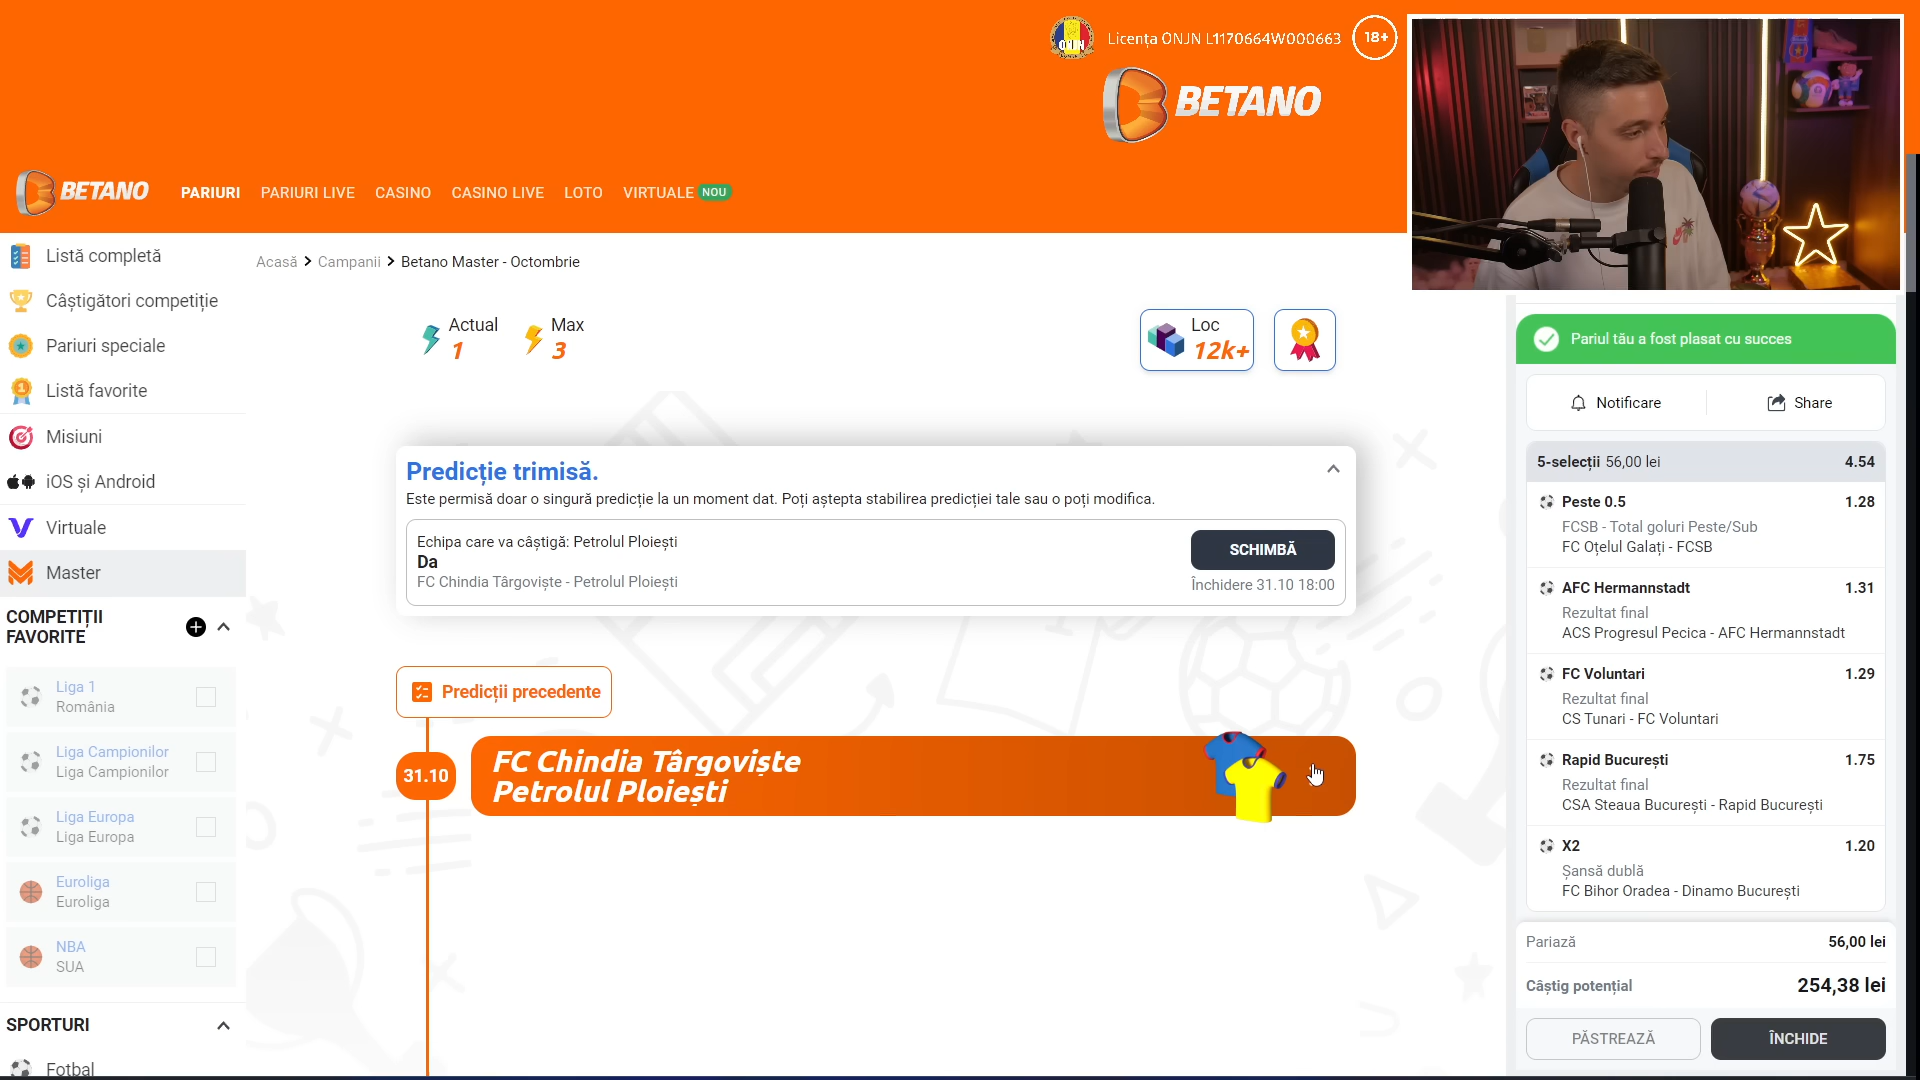 ONJN
Licența ONJN L1170664W000663
18+
BETANO
BETANO
PARIURI
PARIURI LIVE
CASINO
CASINO LIVE
LOTO
VIRTUALE
NOU
Listă completă
Câștigători competiție
Pariuri speciale
Listă favorite
Misiuni
iOS și Android
Virtuale
Master
COMPETIȚII
FAVORITE
Liga 1
România
Liga Campionilor
Liga Campionilor
Liga Europa
Liga Europa
Euroliga
Euroliga
NBA
SUA
SPORTURI
Fotbal
Acasă > Campanii > Betano Master - Octombrie
Actual
1
Max
3
Loc
12k+
Predicție trimisă.
Este permisă doar o singură predicție la un moment dat. Poți aștepta stabilirea predicției tale sau o poți modifica.
Echipa care va câștigă: Petrolul Ploiești
Da
FC Chindia Târgoviște - Petrolul Ploiești
SCHIMBĂ
Închidere 31.10 18:00
Predicții precedente
31.10
FC Chindia Târgoviște
Petrolul Ploiești
Pariul tău a fost plasat cu succes
Notificare
Share
5-selecții 56,00 lei 4.54
Peste 0.5 1.28
FCSB - Total goluri Peste/Sub
FC Oțelul Galați - FCSB
AFC Hermannstadt 1.31
Rezultat final
ACS Progresul Pecica - AFC Hermannstadt
FC Voluntari 1.29
Rezultat final
CS Tunari - FC Voluntari
Rapid București 1.75
Rezultat final
CSA Steaua București - Rapid București
X2 1.20
Șansă dublă
FC Bihor Oradea - Dinamo București
Pariază 56,00 lei
Câștig potențial 254,38 lei
PĂSTREAZĂ
ÎNCHIDE